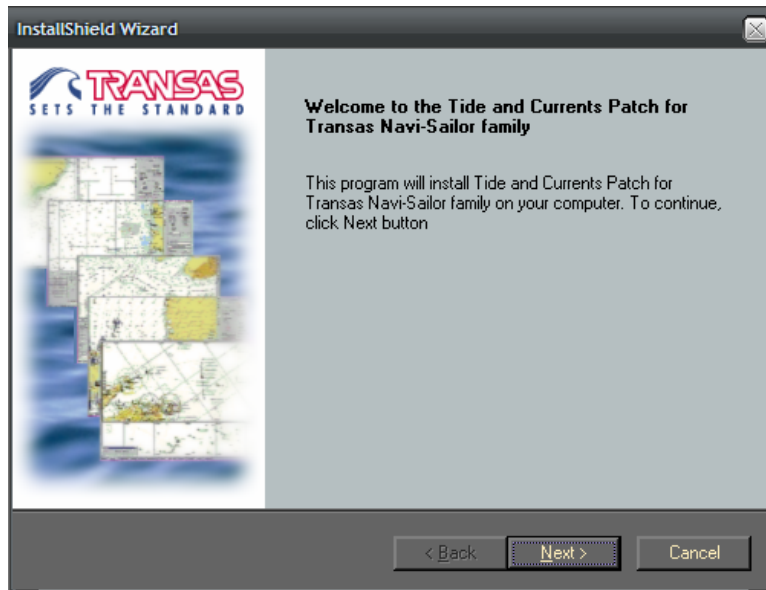 InstallShield Wizard
TRANSAS
SETS THE STANDARD
Welcome to the Tide and Currents Patch for
Transas Navi-Sailor family
This program will install Tide and Currents Patch for
Transas Navi-Sailor family on your computer. To continue,
click Next button
< Back
Next >
Cancel